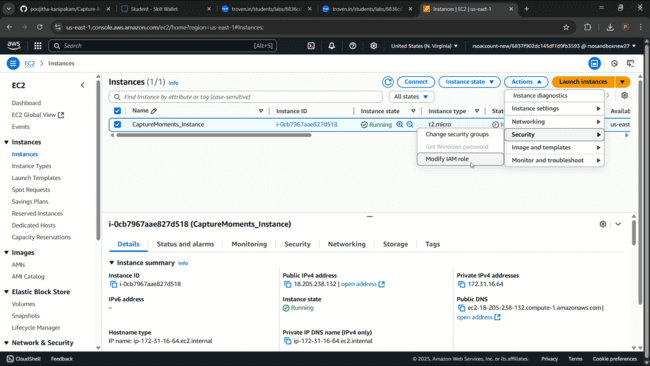 poojitha-kanipakam/Capture-
Student - Skill Wallet
troven.in/students/labs/6836c
troven.in/students/labs/6836c
Instances | EC2 | us-east-1
us-east-1.console.aws.amazon.com/ec2/home?region=us-east-1#Instances:
aws
Search
[Alt+S]
United States (N. Virginia)
EC2 > Instances
EC2
Dashboard
EC2 Global View
Events
Instances
Instances
Instance Types
Launch Templates
Spot Requests
Savings Plans
Reserved Instances
Dedicated Hosts
Capacity Reservations
Images
AMIs
AMI Catalog
Elastic Block Store
Volumes
Snapshots
Lifecycle Manager
Network & Security
Instances (1/1) Info
Connect
Instance state
Actions
Launch instances
Find Instance by attribute or tag (case-sensitive)
All states
Name
Instance ID
Instance state
Instance type
Stat
Availa
CaptureMoments_Instance
i-0cb7967aae827d518
Running
t2.micro
us-east
Instance diagnostics
Instance settings
Networking
Security
Image and templates
Monitor and troubleshoot
Change security groups
Get Windows password
Modify IAM role
i-0cb7967aae827d518 (CaptureMoments_Instance)
Details
Status and alarms
Monitoring
Security
Networking
Storage
Tags
Instance summary Info
Instance ID
i-0cb7967aae827d518
Public IPv4 address
18.205.238.132 | open address
Private IPv4 addresses
172.31.16.64
IPv6 address
–
Instance state
Running
Public DNS
ec2-18-205-238-132.compute-1.amazonaws.com |
open address
Hostname type
IP name: ip-172-31-16-64.ec2.internal
Private IP DNS name (IPv4 only)
ip-172-31-16-64.ec2.internal
CloudShell
Feedback
© 2025, Amazon Web Services, Inc. or its affiliates.
Privacy
Terms
Cookie preferences